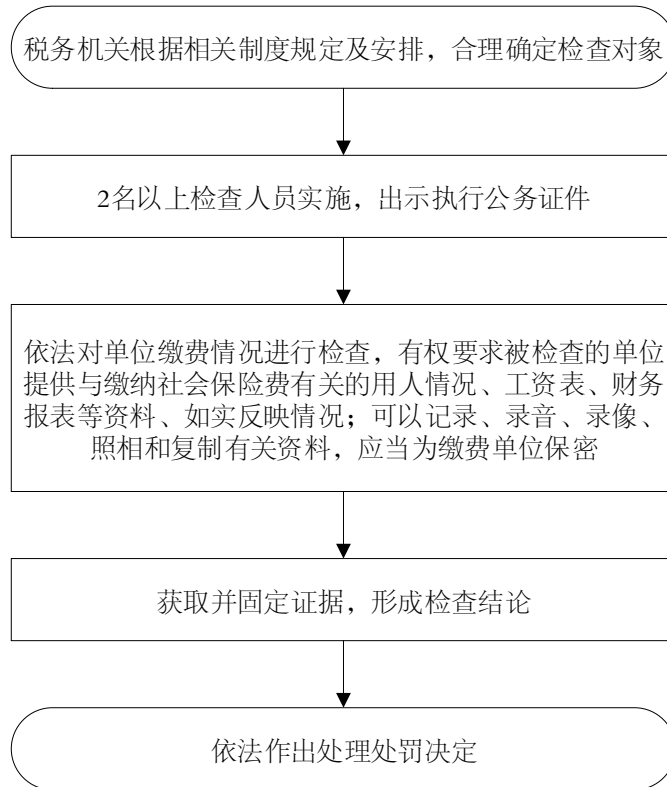 税务机关根据相关制度规定及安排，合理确定检查对象
2名以上检查人员实施，出示执行公务证件
依法对单位缴费情况进行检查，有权要求被检查的单位
提供与缴纳社会保险费有关的用人情况、工资表、财务
报表等资料、如实反映情况；可以记录、录音、录像、
照相和复制有关资料，应当为缴费单位保密
获取并固定证据，形成检查结论
依法作出处理处罚决定